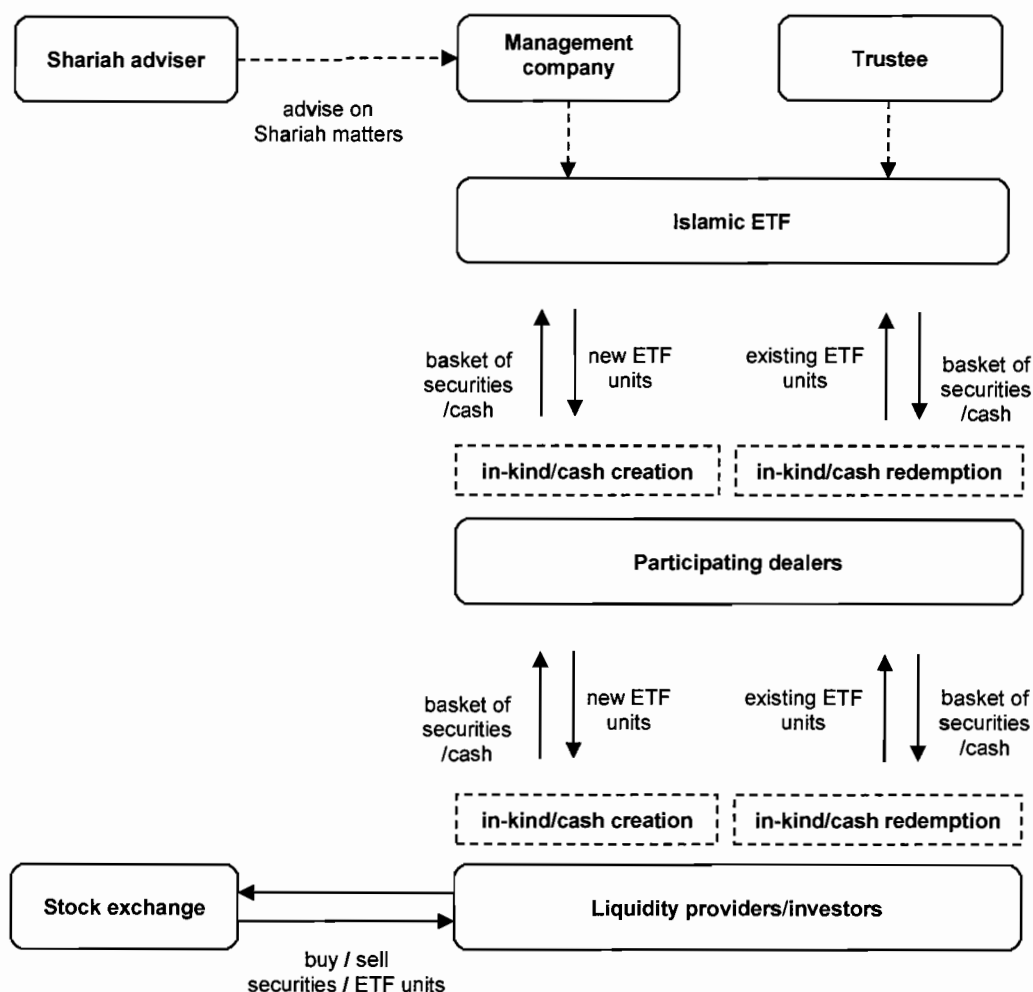 Shariah adviser
Management
company
Trustee
advise on
Shariah matters
Islamic ETF
basket of
securities
/cash
new ETF
units
existing ETF
units
basket of
securities
/cash
in-kind/cash creation
in-kind/cash redemption
Participating dealers
basket of
securities
/cash
new ETF
units
existing ETF
units
basket of
securities
/cash
in-kind/cash creation
in-kind/cash redemption
Stock exchange
Liquidity providers/investors
buy / sell
securities / ETF units